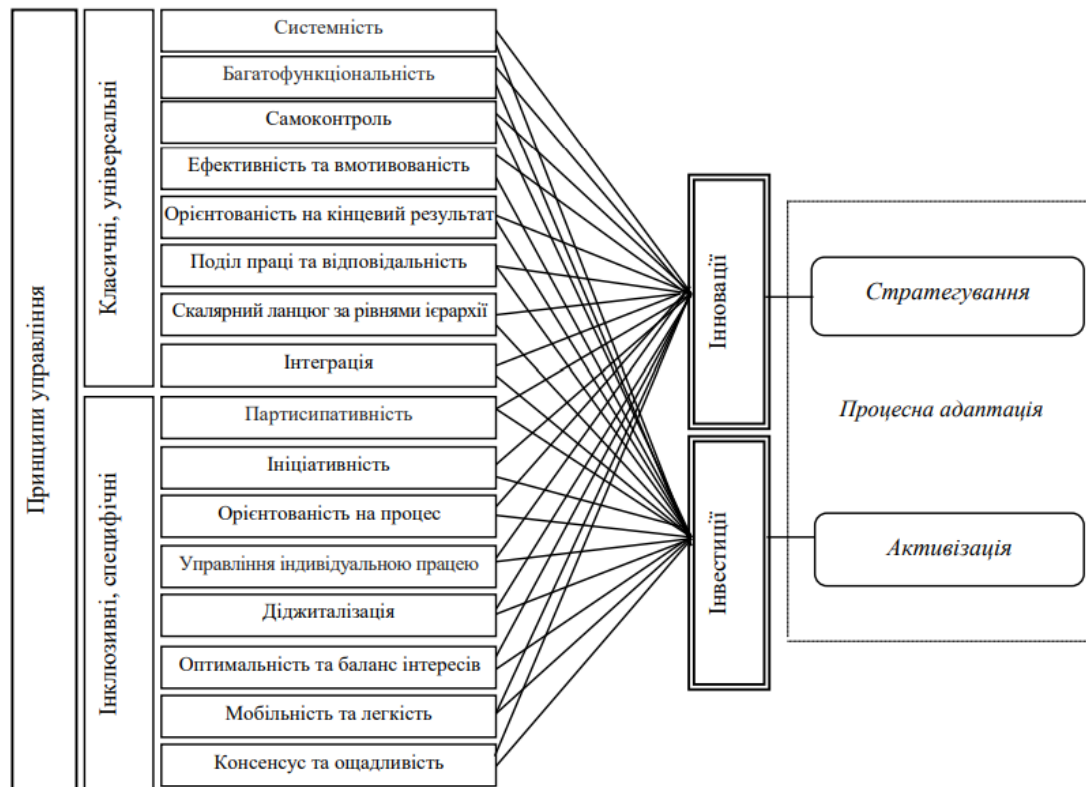 Принципи управління
Класичні, універсальні
Системність
Багатофункціональність
Самоконтроль
Ефективність та вмотивованість
Орієнтованість на кінцевий результат
Поділ праці та відповідальність
Скалярний ланцюг за рівнями ієрархії
Інтеграція
Інклюзивні, специфічні
Партисипативність
Ініціативність
Орієнтованість на процес
Управління індивідуальною працею
Діджиталізація
Оптимальність та баланс інтересів
Мобільність та легкість
Консенсус та ощадливість
Інновації
Інвестиції
Стратегування
Процесна адаптація
Активізація